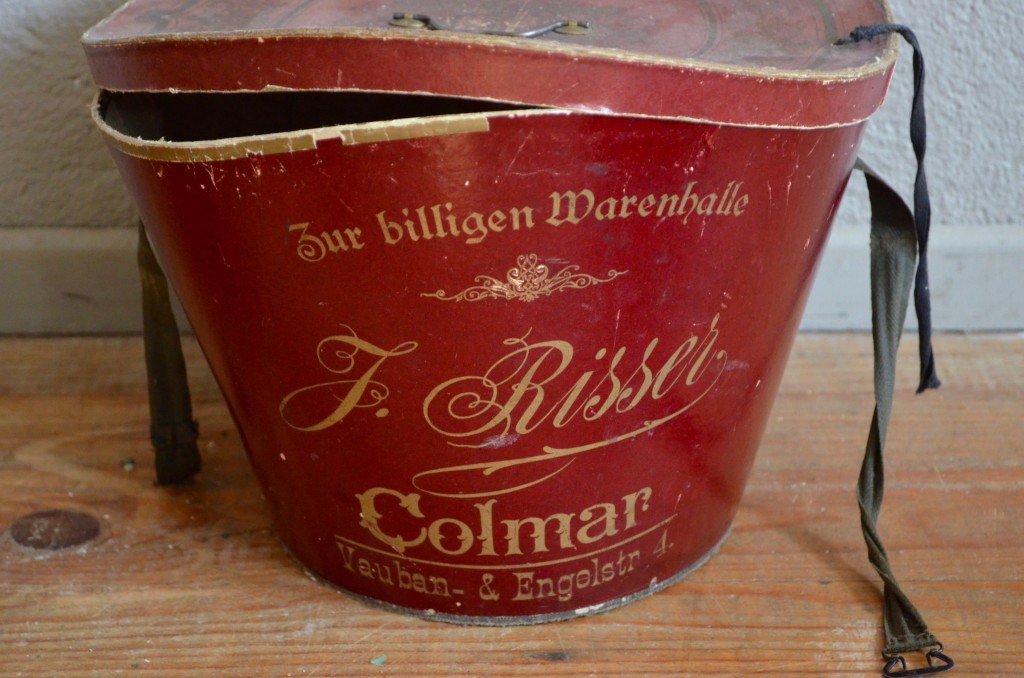 Zur billigen Warenhalle
J. Risser
Colmar
Vauban- & Engelstr. 4.